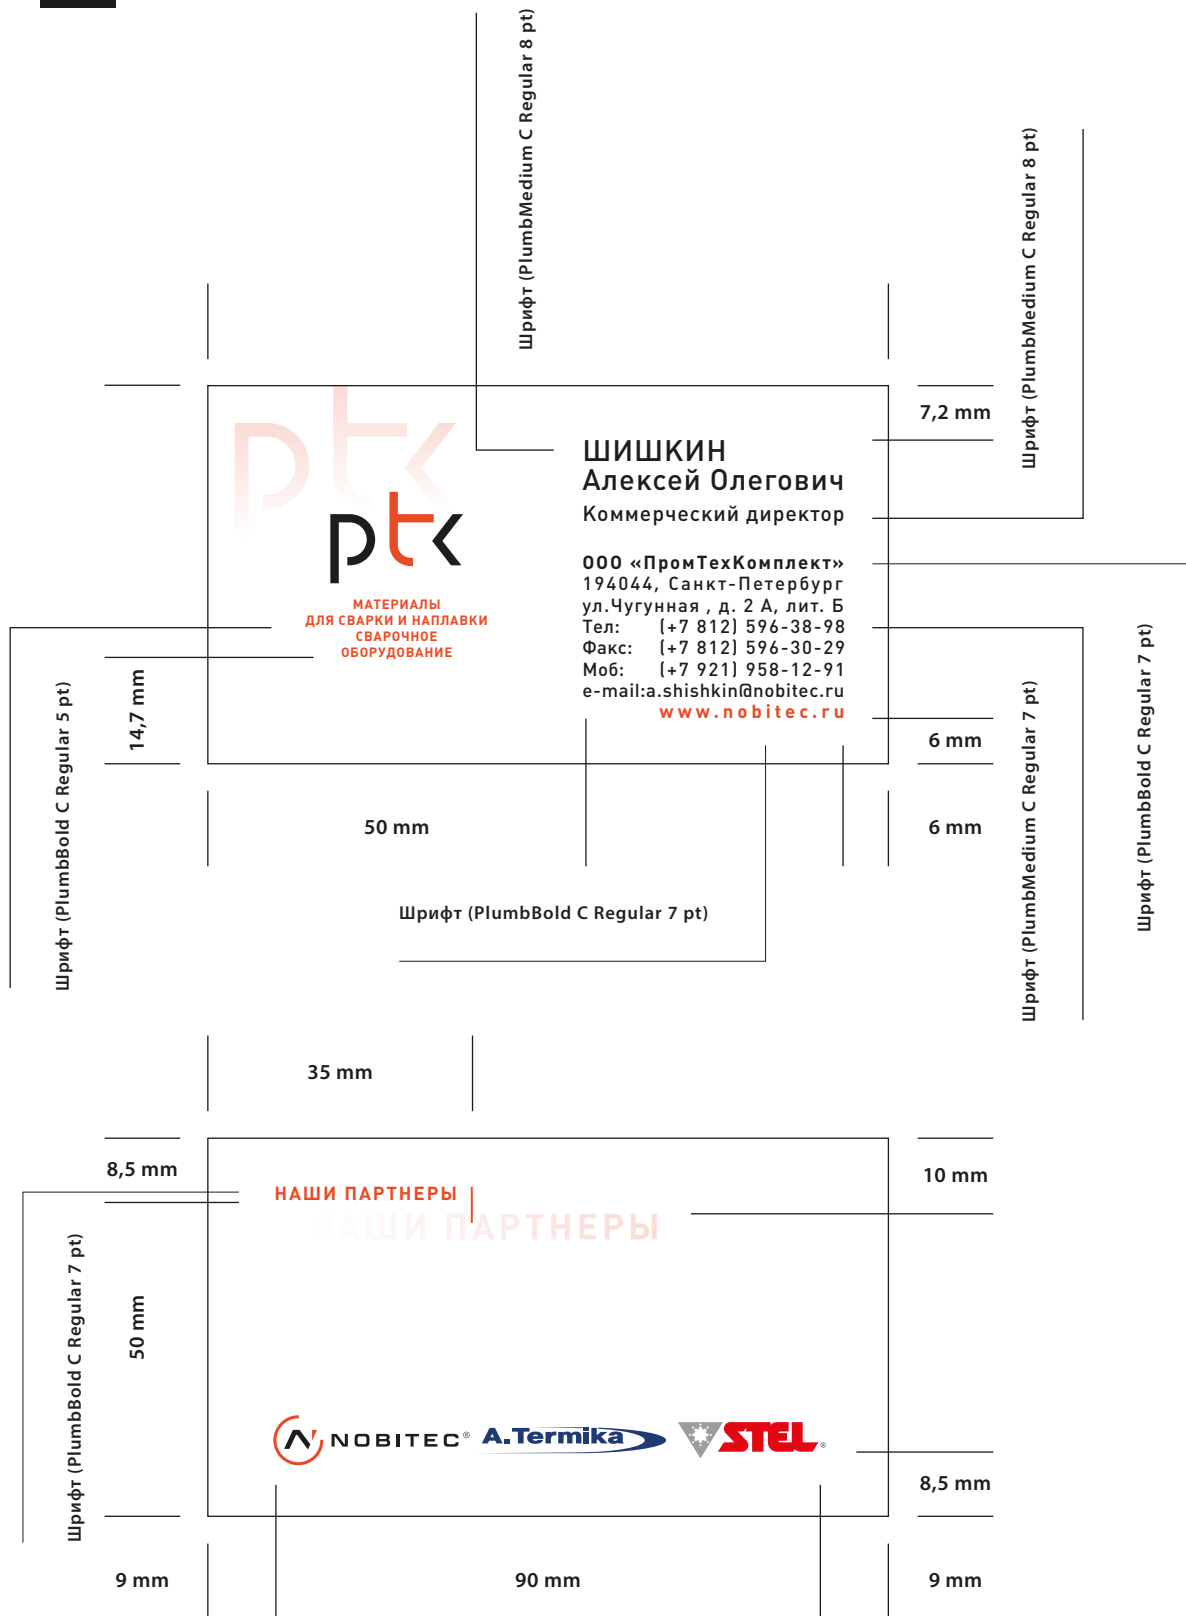 Шрифт (PlumbMedium C Regular 8 pt)
Шрифт (PlumbMedium C Regular 8 pt)
7,2 mm
ptk
ptk
МАТЕРИАЛЫ
ДЛЯ СВАРКИ И НАПЛАВКИ
СВАРОЧНОЕ
ОБОРУДОВАНИЕ
ШИШКИН
Алексей Олегович
Коммерческий директор
ООО «ПромТехКомплект»
194044, Санкт-Петербург
ул.Чугунная , д. 2 А, лит. Б
Тел: (+7 812) 596-38-98
Факс: (+7 812) 596-30-29
Моб: (+7 921) 958-12-91
e-mail:a.shishkin@nobitec.ru
www.nobitec.ru
14,7 mm
Шрифт (PlumbBold C Regular 5 pt)
6 mm
50 mm
6 mm
Шрифт (PlumbMedium C Regular 7 pt)
Шрифт (PlumbBold C Regular 7 pt)
Шрифт (PlumbBold C Regular 7 pt)
35 mm
8,5 mm
10 mm
НАШИ ПАРТНЕРЫ
НАШИ ПАРТНЕРЫ
Шрифт (PlumbBold C Regular 7 pt)
50 mm
NOBITEC®
A.Termika
STEL®
8,5 mm
9 mm
90 mm
9 mm